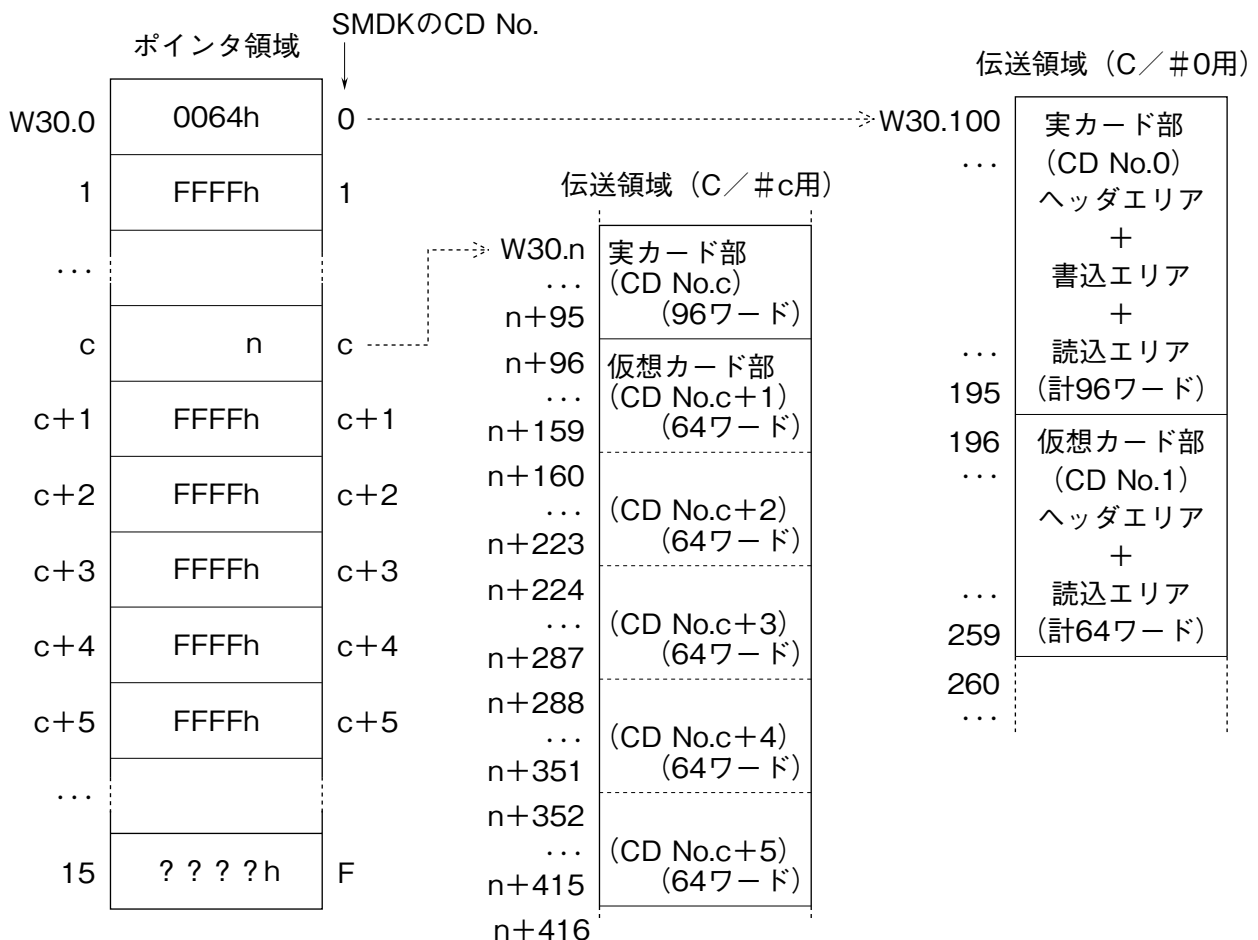 SMDKのCD No.
ポインタ領域
W30.0 0064h 0
1 FFFFh 1
···
c n c
c+1 FFFFh c+1
c+2 FFFFh c+2
c+3 FFFFh c+3
c+4 FFFFh c+4
c+5 FFFFh c+5
···
15 ????h F
伝送領域（C／＃c用）
W30.n 実カード部
··· (CD No.c)
n+95 (96ワード)
n+96 仮想カード部
··· (CD No.c+1)
n+159 (64ワード)
n+160
··· (CD No.c+2)
n+223 (64ワード)
n+224
··· (CD No.c+3)
n+287 (64ワード)
n+288
··· (CD No.c+4)
n+351 (64ワード)
n+352
··· (CD No.c+5)
n+415 (64ワード)
n+416
伝送領域（C／＃0用）
W30.100 実カード部
··· (CD No.0)
ヘッダエリア
+
書込エリア
+
··· 読込エリア
195 (計96ワード)
196 仮想カード部
··· (CD No.1)
ヘッダエリア
+
··· 読込エリア
259 (計64ワード)
260
···